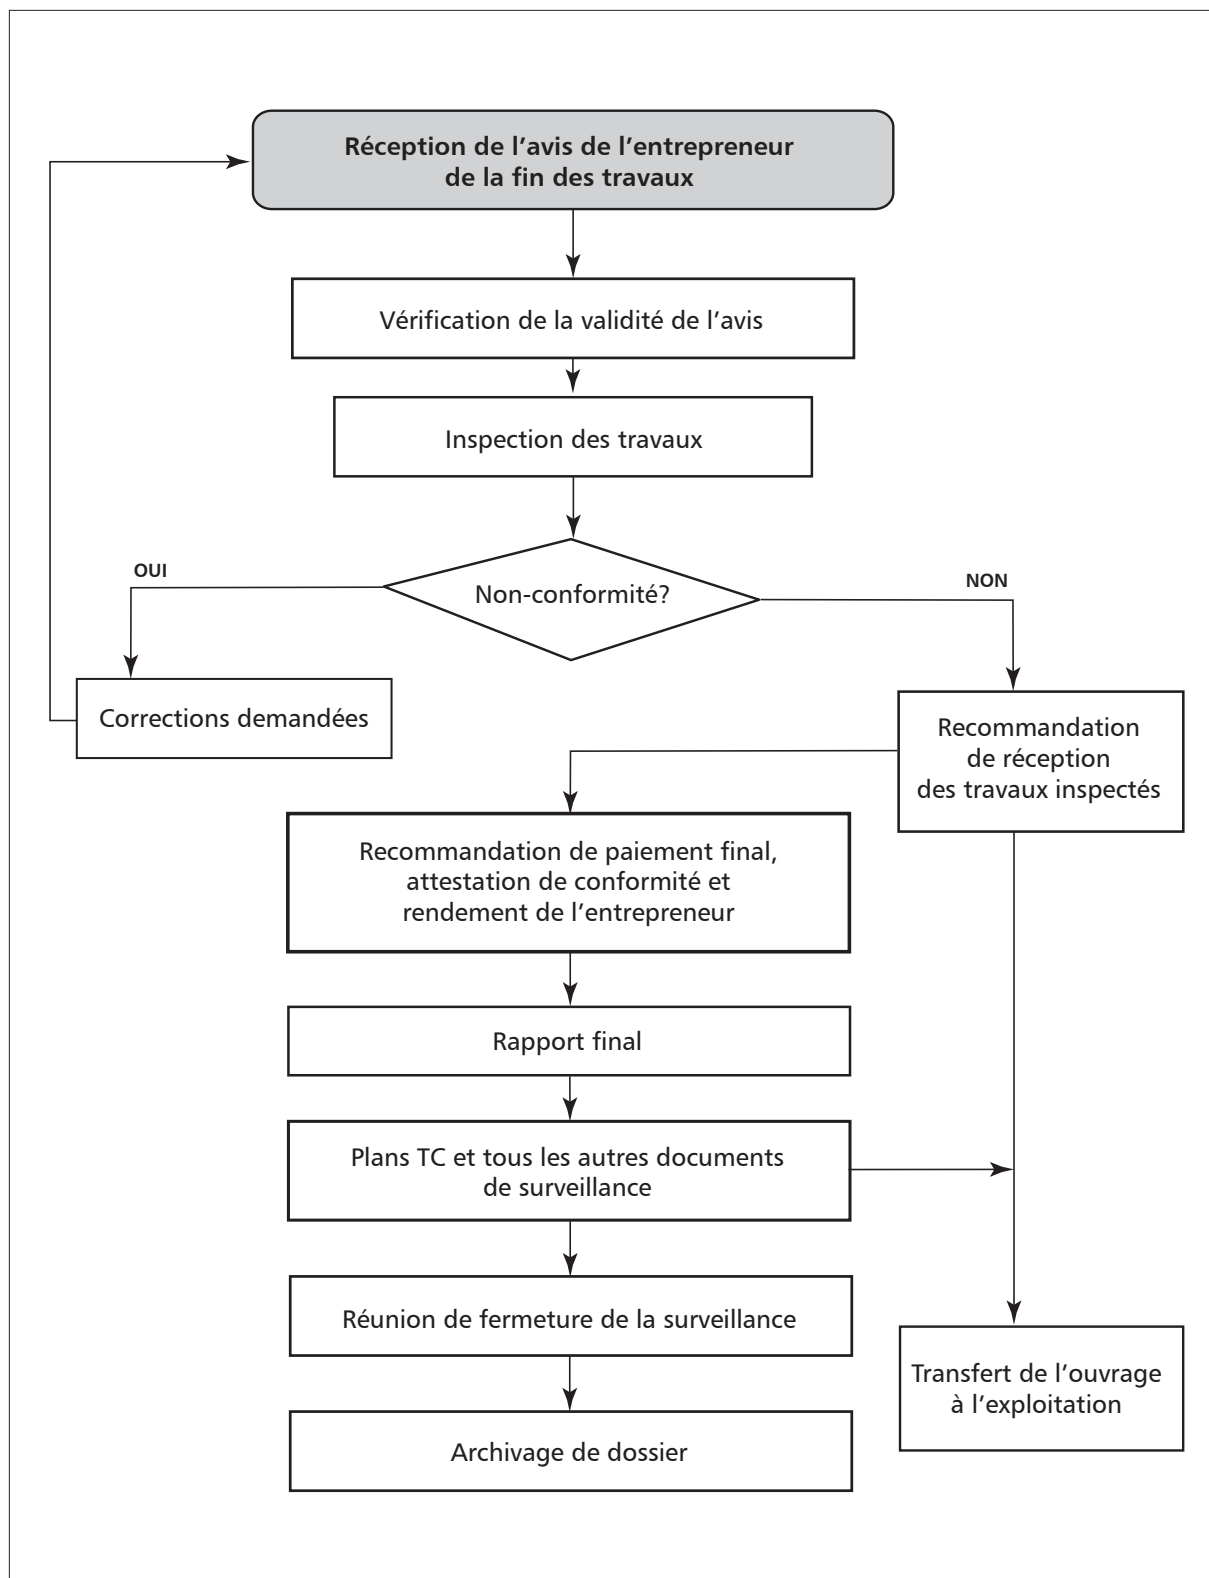 Réception de l'avis de l'entrepreneur
de la fin des travaux
Vérification de la validité de l'avis
Inspection des travaux
Non-conformité?
OUI
NON
Corrections demandées
Recommandation
de réception
des travaux inspectés
Recommandation de paiement final,
attestation de conformité et
rendement de l'entrepreneur
Rapport final
Plans TC et tous les autres documents
de surveillance
Réunion de fermeture de la surveillance
Transfert de l'ouvrage
à l'exploitation
Archivage de dossier